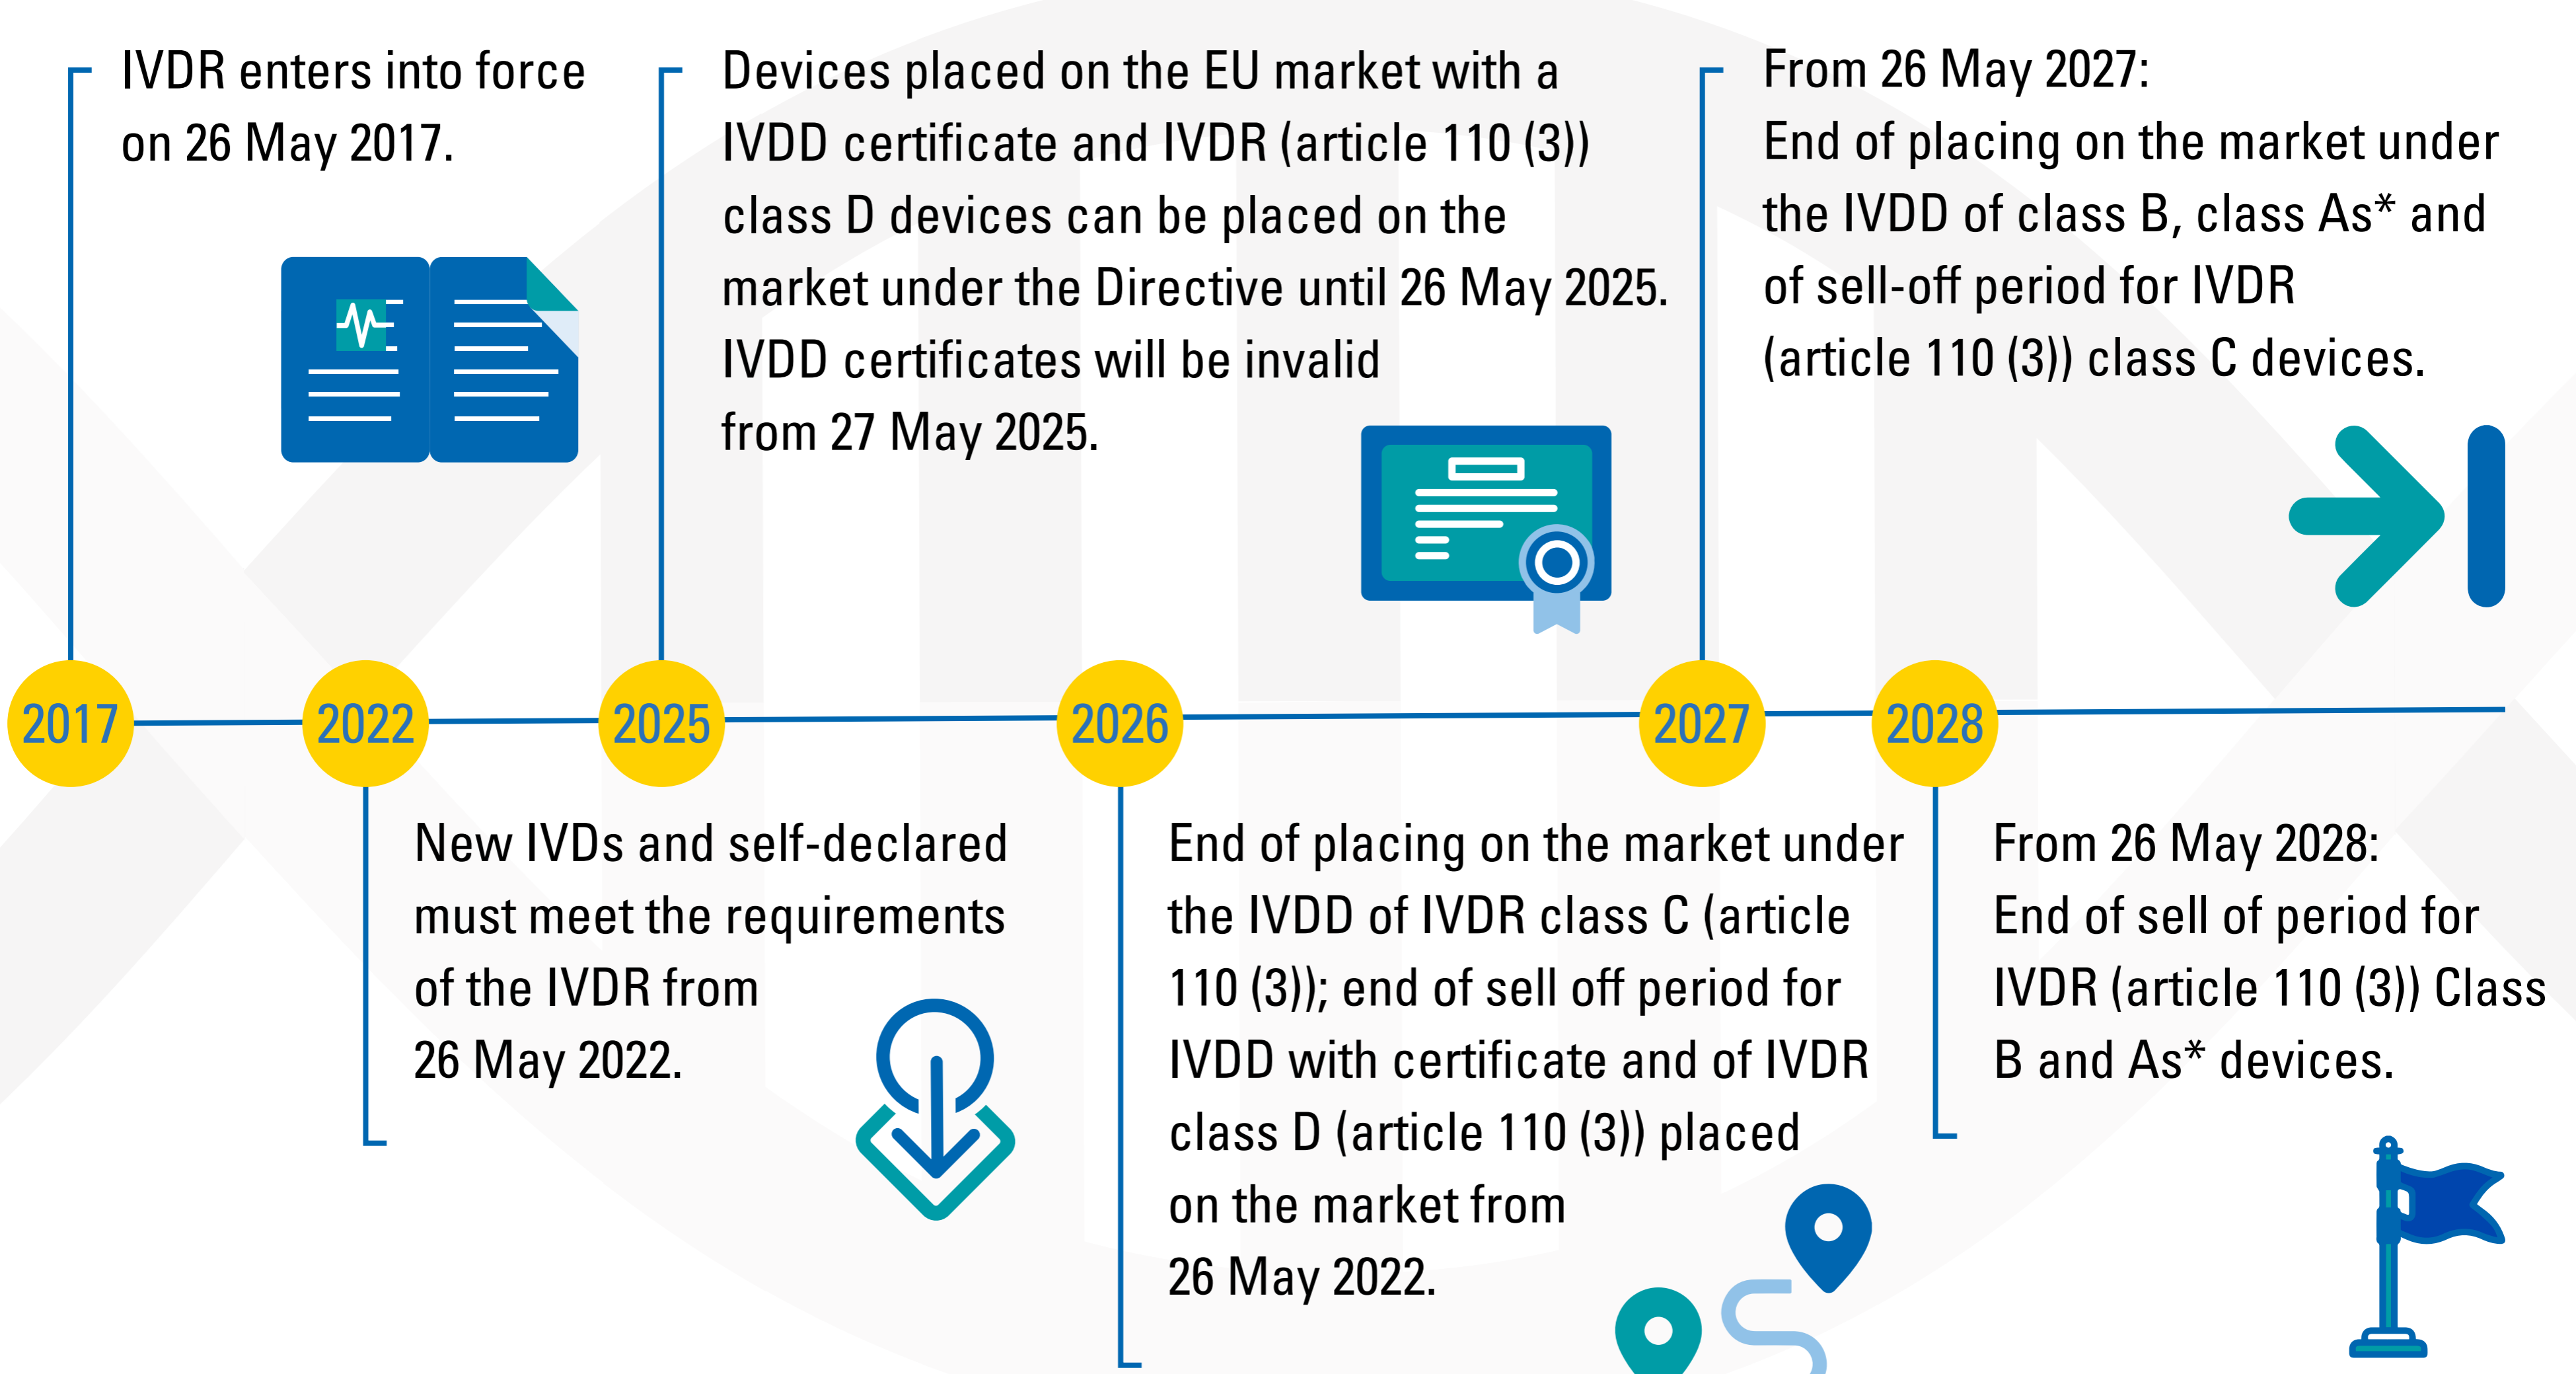 IVDR enters into force
on 26 May 2017.
Devices placed on the EU market with a
IVDD certificate and IVDR (article 110 (3))
class D devices can be placed on the
market under the Directive until 26 May 2025.
IVDD certificates will be invalid
from 27 May 2025.
From 26 May 2027:
End of placing on the market under
the IVDD of class B, class As* and
of sell-off period for IVDR
(article 110 (3)) class C devices.
2017
2022
2025
2026
2027
2028
New IVDs and self-declared
must meet the requirements
of the IVDR from
26 May 2022.
End of placing on the market under
the IVDD of IVDR class C (article
110 (3)); end of sell off period for
IVDD with certificate and of IVDR
class D (article 110 (3)) placed
on the market from
26 May 2022.
From 26 May 2028:
End of sell of period for
IVDR (article 110 (3)) Class
B and As* devices.